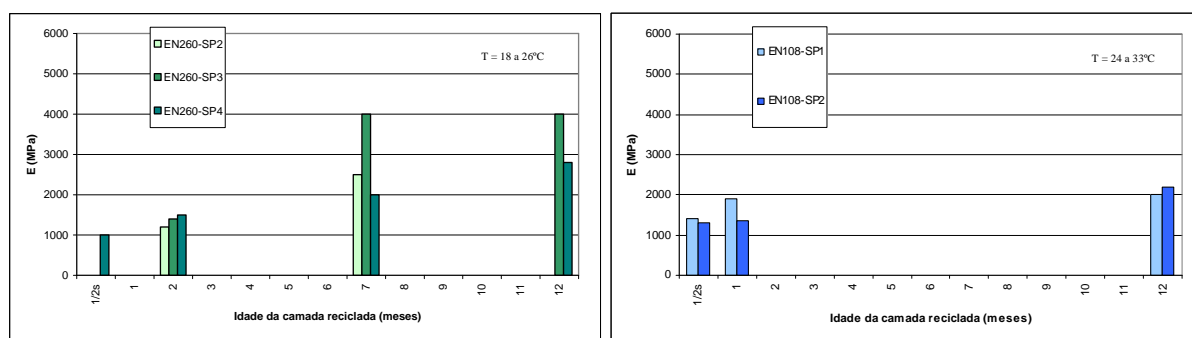 6000
5000
4000
3000
2000
1000
0
E (MPa)
EN260-SP2
EN260-SP3
EN260-SP4
T = 18 a 26ºC
1/2s
1
2
3
4
5
6
7
8
9
10
11
12
Idade da camada reciclada (meses)
6000
5000
4000
3000
2000
1000
0
E (MPa)
EN108-SP1
EN108-SP2
T = 24 a 33ºC
1/2s
1
2
3
4
5
6
7
8
9
10
11
12
Idade da camada reciclada (meses)